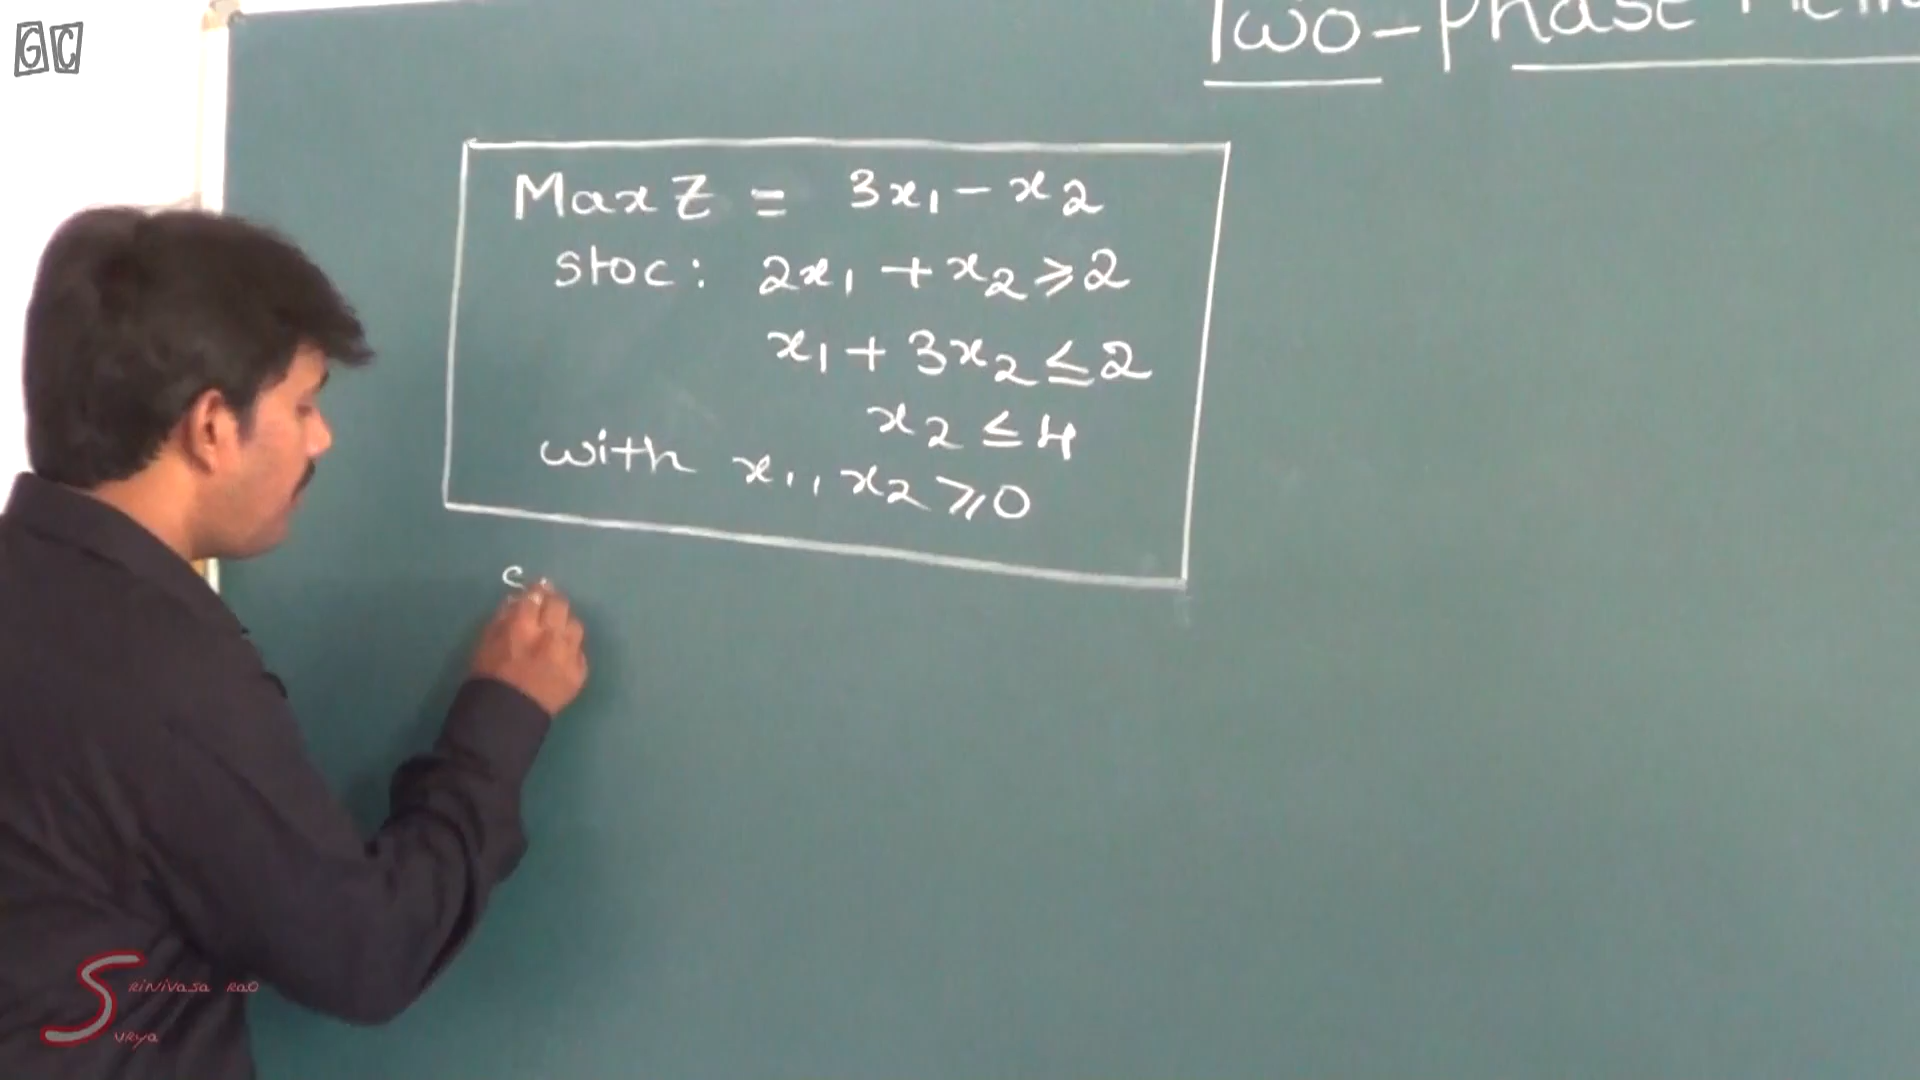 GC
Two-Phase
Max Z = 3x₁ - x₂
stoc: 2x₁ + x₂ ⩾ 2
x₁ + 3x₂ ≤ 2
x₂ ≤ 4
with x₁, x₂ ⩾ 0
S
Srinivasa Rao
Surya